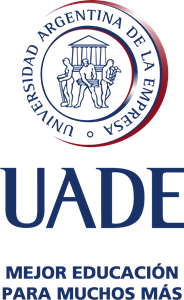 UNIVERSIDAD ARGENTINA DE LA EMPRESA
UADE
MEJOR EDUCACIÓN
PARA MUCHOS MÁS